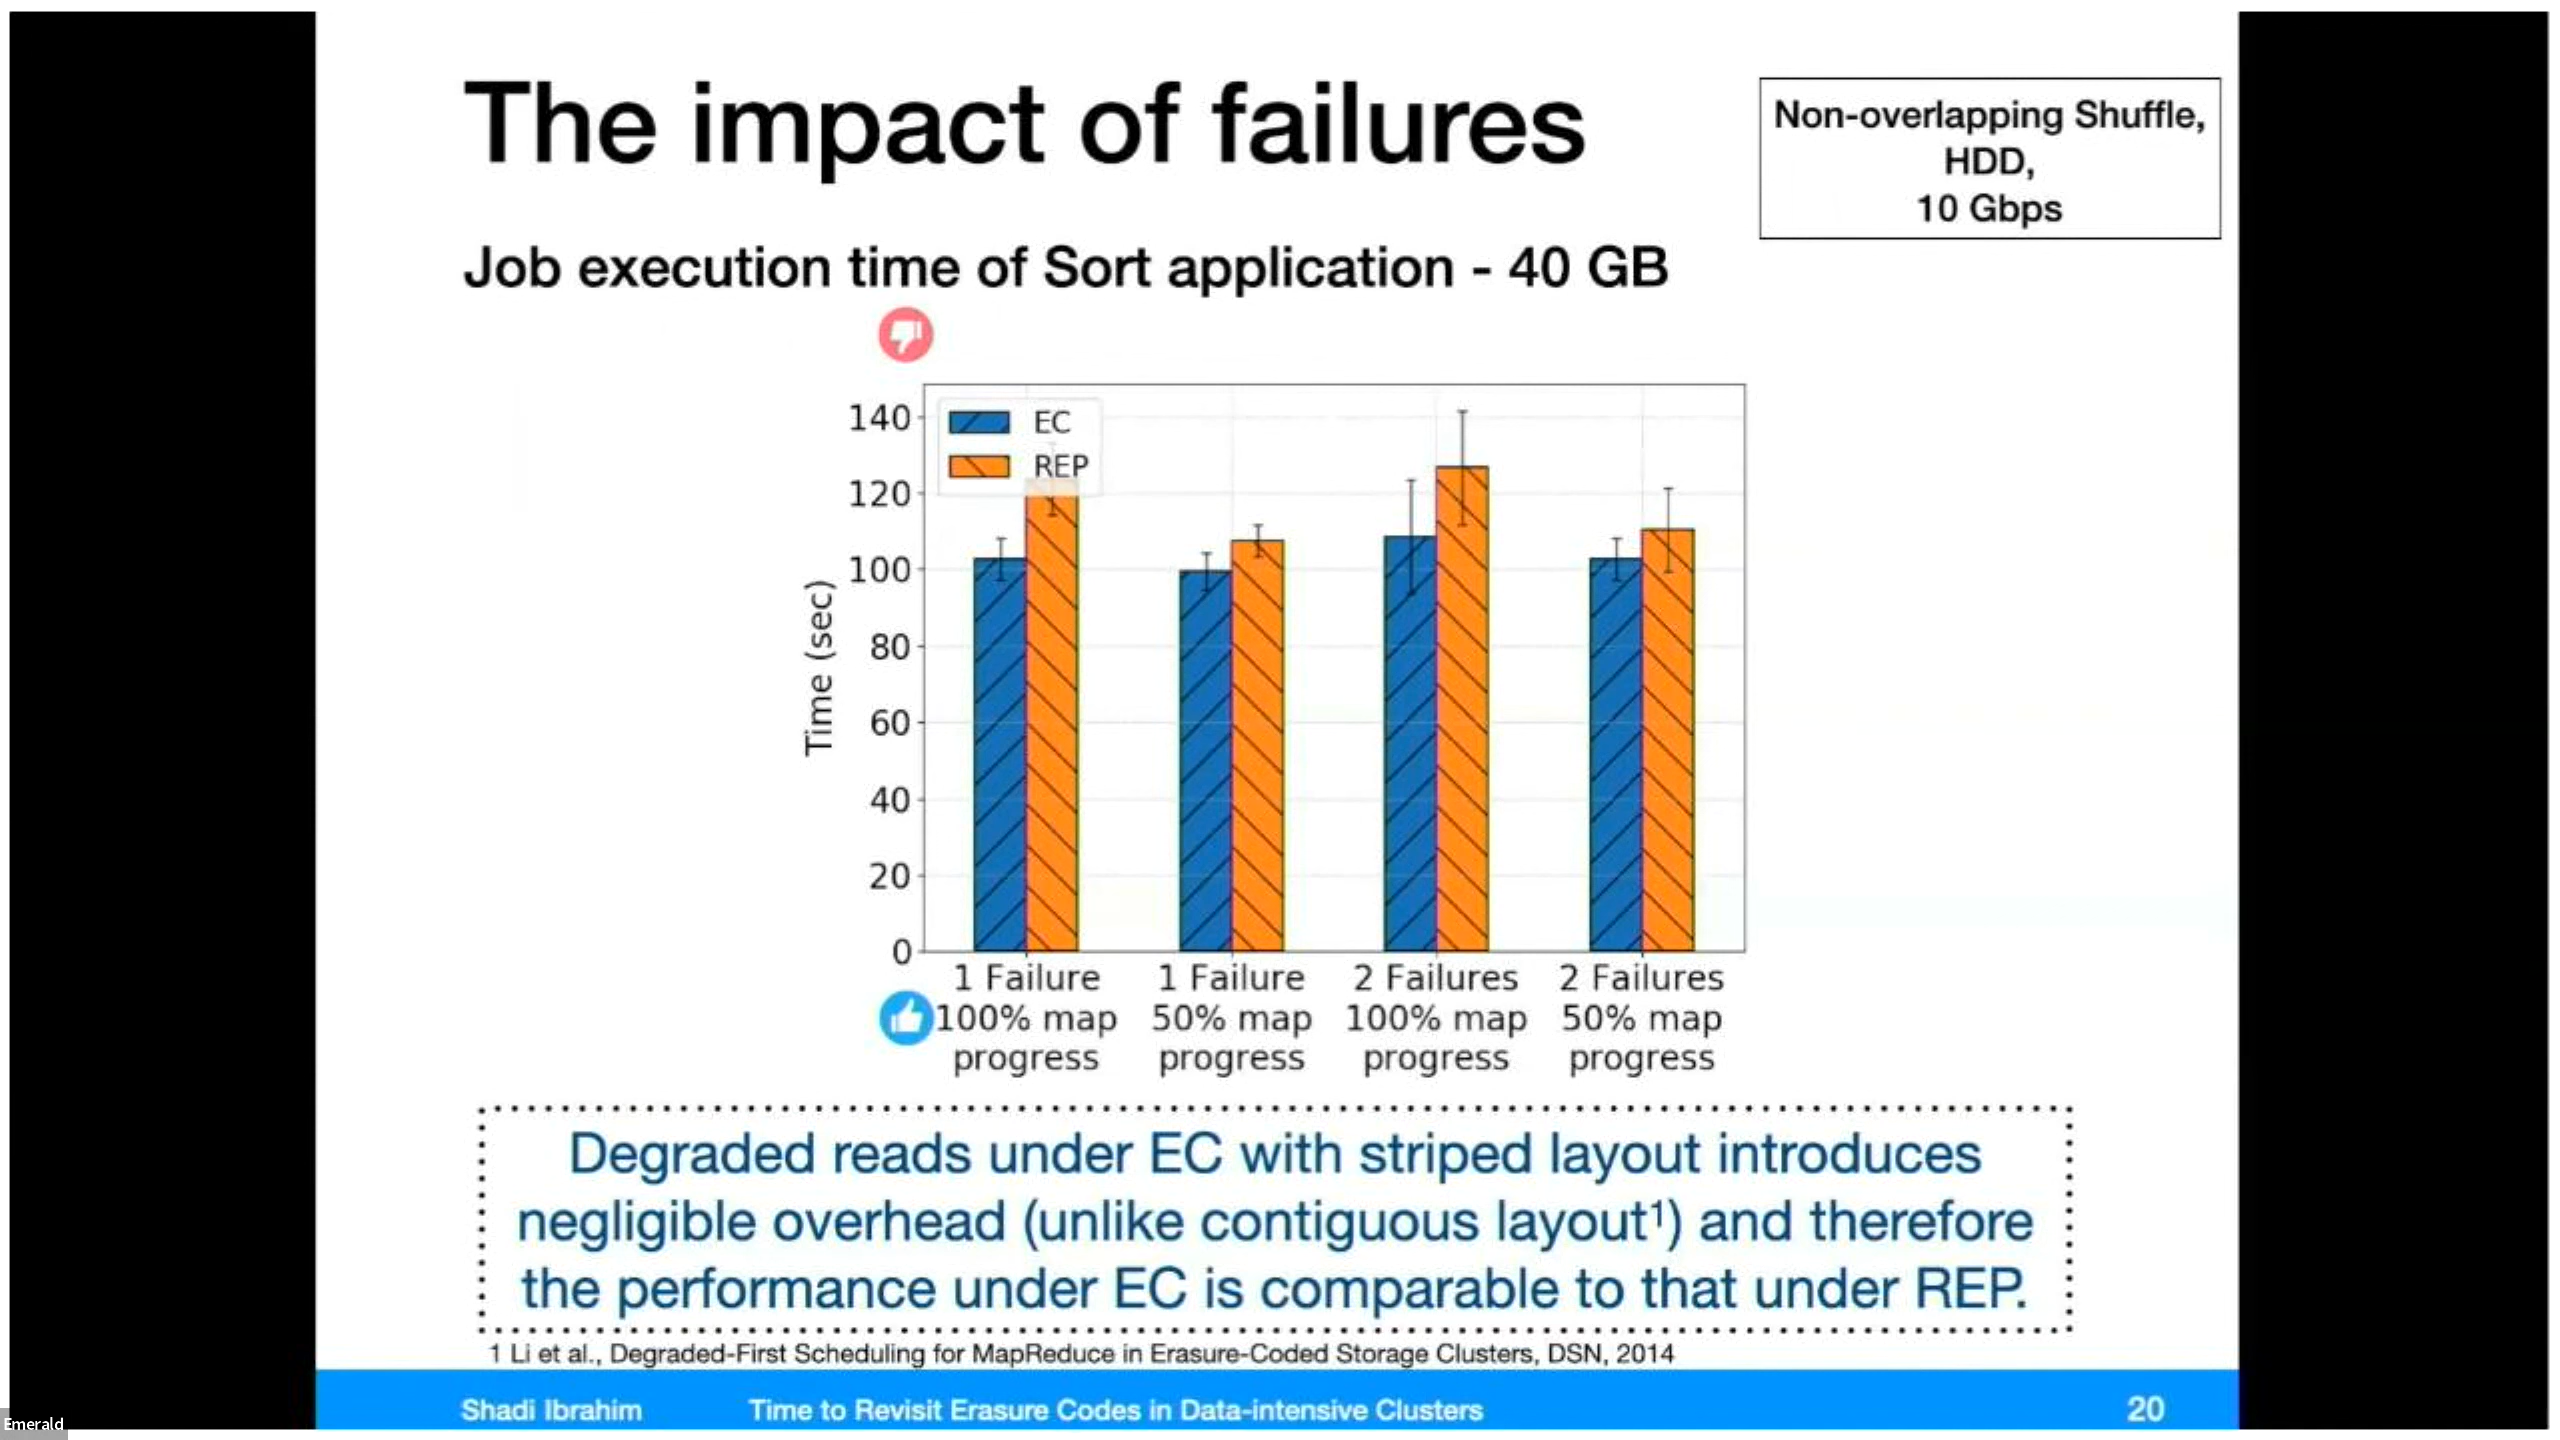 The impact of failures
Non-overlapping Shuffle,
HDD,
10 Gbps
Job execution time of Sort application - 40 GB
EC
REP
140
120
100
80
60
40
20
0
Time (sec)
1 Failure
100% map
progress
1 Failure
50% map
progress
2 Failures
100% map
progress
2 Failures
50% map
progress
Degraded reads under EC with striped layout introduces
negligible overhead (unlike contiguous layout¹) and therefore
the performance under EC is comparable to that under REP.
1 Li et al., Degraded-First Scheduling for MapReduce in Erasure-Coded Storage Clusters, DSN, 2014
Shadi Ibrahim
Time to Revisit Erasure Codes in Data-intensive Clusters
20
Emerald